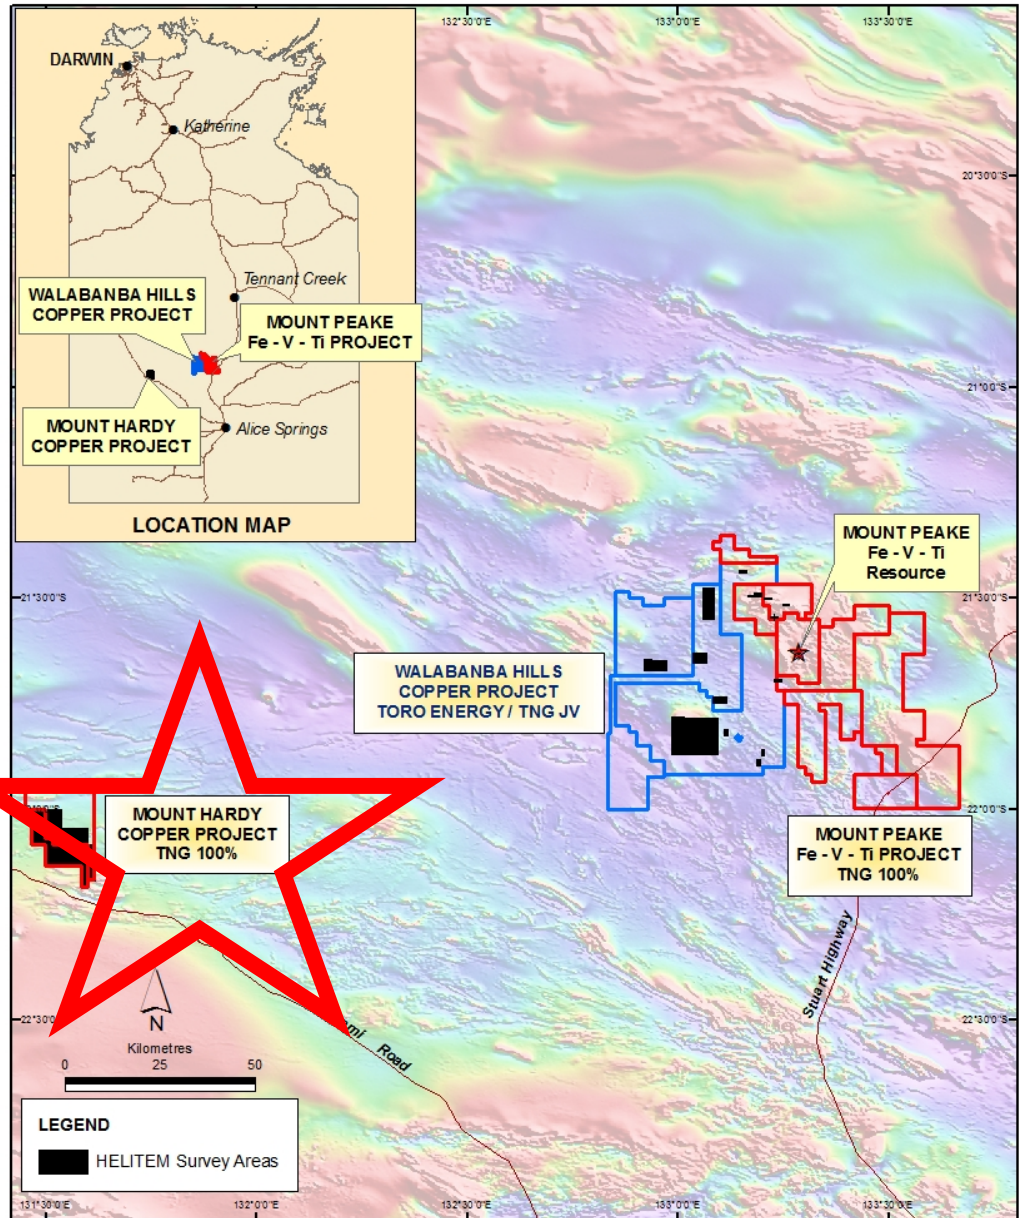 132°30'0"E
133°0'0"E
133°30'0"E
DARWIN
Katherine
Tennant Creek
WALABANBA HILLS
COPPER PROJECT
MOUNT PEAKE
Fe - V - Ti PROJECT
MOUNT HARDY
COPPER PROJECT
Alice Springs
LOCATION MAP
20°30'0"S
21°0'0"S
MOUNT PEAKE
Fe - V - Ti
Resource
21°30'0"S
21°30'0"S
WALABANBA HILLS
COPPER PROJECT
TORO ENERGY / TNG JV
MOUNT HARDY
COPPER PROJECT
TNG 100%
22°0'0"S
MOUNT PEAKE
Fe - V - Ti PROJECT
TNG 100%
Stuart Highway
22°30'0"S
22°30'0"S
N
Kilometres
0 25 50
Road
LEGEND
HELITEM Survey Areas
131°30'0"E
132°0'0"E
132°30'0"E
133°0'0"E
133°30'0"E